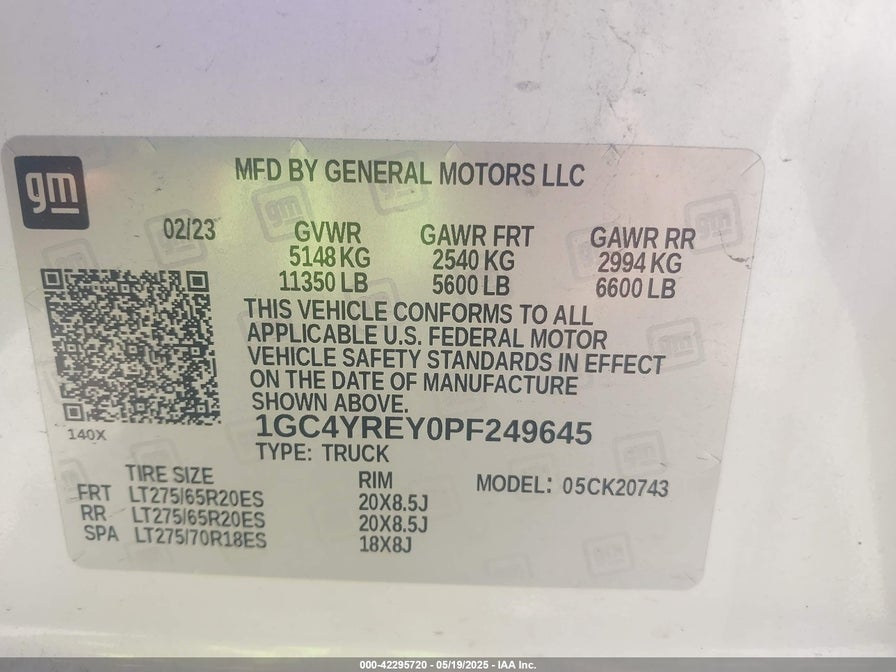 gm
MFD BY GENERAL MOTORS LLC
02/23 GVWR GAWR FRT GAWR RR
5148 KG 2540 KG 2994 KG
11350 LB 5600 LB 6600 LB
THIS VEHICLE CONFORMS TO ALL
APPLICABLE U.S. FEDERAL MOTOR
VEHICLE SAFETY STANDARDS IN EFFECT
ON THE DATE OF MANUFACTURE
SHOWN ABOVE.
140X
1GC4YREY0PF249645
TYPE: TRUCK
TIRE SIZE RIM MODEL: 05CK20743
FRT LT275/65R20ES 20X8.5J
RR LT275/65R20ES 20X8.5J
SPA LT275/70R18ES 18X8J
000-42295720 - 05/19/2025 - IAA Inc.